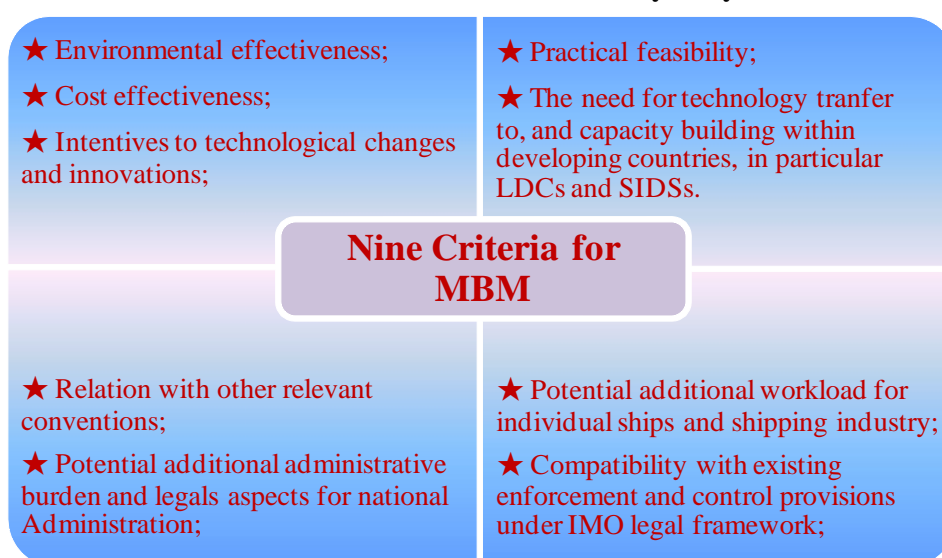 ★ Environmental effectiveness;
★ Cost effectiveness;
★ Intentives to technological changes
and innovations;
★ Practical feasibility;
★ The need for technology tranfer
to, and capacity building within
developing countries, in particular
LDCs and SIDSs.
Nine Criteria for
MBM
★ Relation with other relevant
conventions;
★ Potential additional administrative
burden and legals aspects for national
Administration;
★ Potential additional workload for
individual ships and shipping industry;
★ Compatibility with existing
enforcement and control provisions
under IMO legal framework;